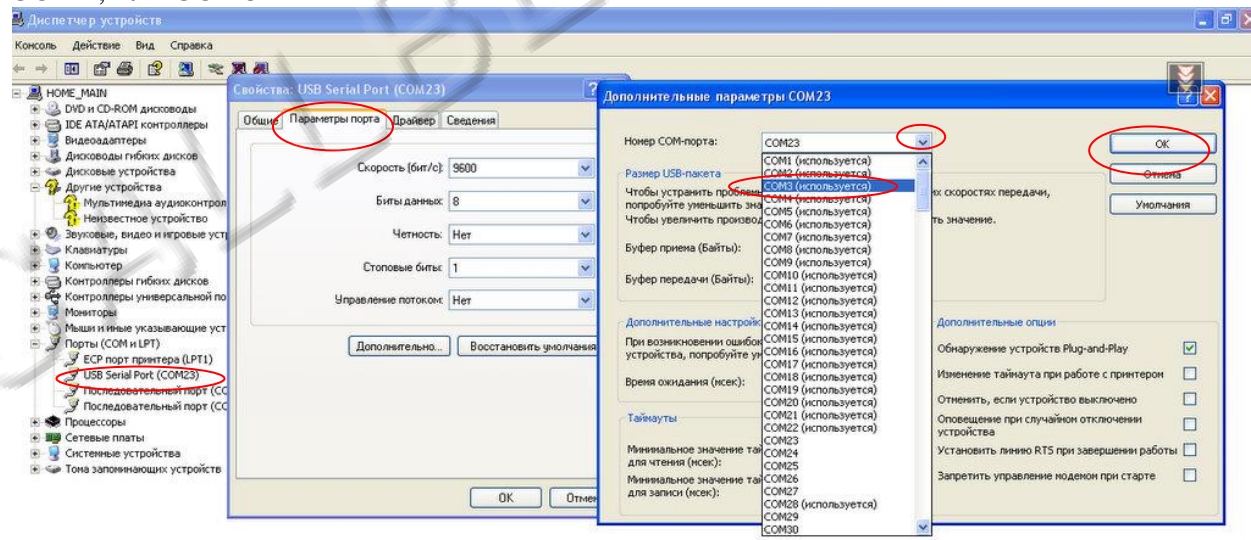 Диспетчер устройств
Консоль Действие Вид Справка
HOME_MAIN
DVD и CD-ROM дисководы
IDE ATA/ATAPI контроллеры
Видеоадаптеры
Дисководы гибких дисков
Дисковые устройства
Другие устройства
Мультимедиа аудиоконтрол
Неизвестное устройство
Звуковые, видео и игровые уст
Клавиатуры
Компьютер
Контроллеры гибких дисков
Контроллеры универсальной по
Мониторы
Мыши и иные указывающие уст
Порты (COM и LPT)
ECP порт принтера (LPT1)
USB Serial Port (COM23)
Последовательный порт (CO
Последовательный порт (CO
Процессоры
Сетевые платы
Системные устройства
Тома запоминающих устройств
Свойства: USB Serial Port (COM23)
Общие Параметры порта Драйвер Сведения
Скорость (бит/с): 9600
Биты данных: 8
Четность: Нет
Стоповые биты: 1
Управление потоком: Нет
Дополнительно... Восстановить умолчания
OK Отмен
Дополнительные параметры COM23
Номер COM-порта: COM23
OK
Отмена
Умолчания
Размер USB-пакета
Чтобы устранить проблемы
их скоростях передачи,
попробуйте уменьшить зна
Чтобы увеличить производ
ть значение.
Буфер приема (Байты):
Буфер передачи (Байты):
Дополнительные настройк
При возникновении ошибок
устройства, попробуйте ум
Время ожидания (мсек):
Таймауты
Минимальное значение тай
для чтения (мсек):
Минимальное значение тай
для записи (мсек):
COM1 (используется)
COM2 (используется)
COM3 (используется)
COM4 (используется)
COM5 (используется)
COM6 (используется)
COM7 (используется)
COM8 (используется)
COM9 (используется)
COM10 (используется)
COM11 (используется)
COM12 (используется)
COM13 (используется)
COM14 (используется)
COM15 (используется)
COM16 (используется)
COM17 (используется)
COM18 (используется)
COM19 (используется)
COM20 (используется)
COM21 (используется)
COM22 (используется)
COM23
COM24
COM25
COM26
COM27
COM28 (используется)
COM29
COM30
Дополнительные опции
Обнаружение устройств Plug-and-Play
Изменение таймаута при работе с принтером
Отменить, если устройство выключено
Оповещение при случайном отключении
устройства
Установить линию RTS при завершении работы
Запретить управление модемом при старте